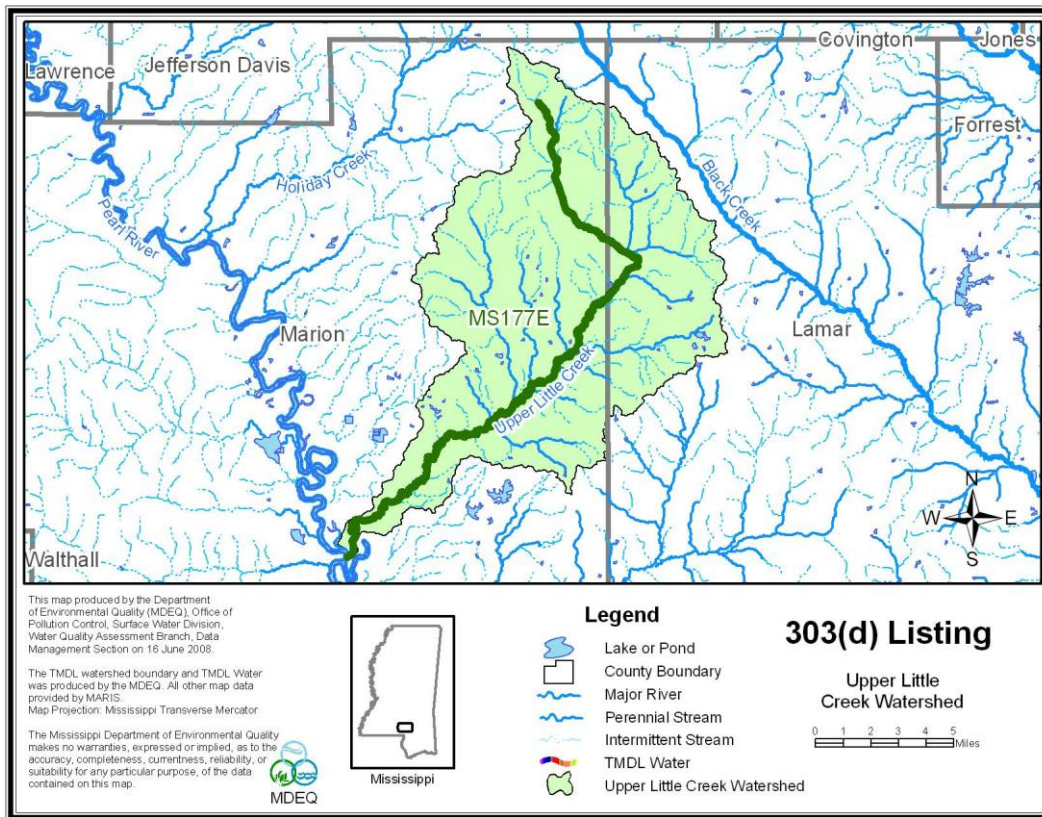 Covington
Jones
Lawrence
Jefferson Davis
Forrest
Black Creek
Holiday Creek
Pearl River
MS177E
Marion
Lamar
Upper Little Creek
N
W E
S
Walthall
This map produced by the Department
of Environmental Quality (MDEQ), Office of
Pollution Control, Surface Water Division,
Water Quality Assessment Branch, Data
Management Section on 16 June 2008.
The TMDL watershed boundary and TMDL Water
was produced by the MDEQ. All other map data
provided by MARIS.
Map Projection: Mississippi Transverse Mercator
The Mississippi Department of Environmental Quality
makes no warranties, expressed or implied, as to the
accuracy, completeness, currentness, reliability, or
suitability for any particular purpose, of the data
contained on this map.
MDEQ
Mississippi
Legend
Lake or Pond
County Boundary
Major River
Perennial Stream
Intermittent Stream
TMDL Water
Upper Little Creek Watershed
303(d) Listing
Upper Little
Creek Watershed
0 1 2 3 4 5
Miles